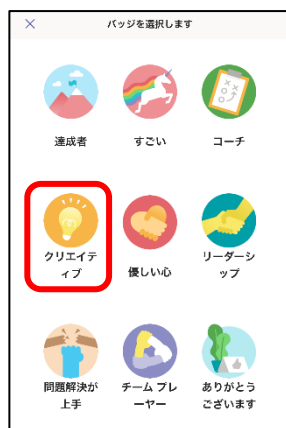 バッジを選択します
達成者
すごい
コーチ
クリエイテ
ィブ
優しい心
リーダーシ
ップ
問題解決が
上手
チーム プレ
ーヤー
ありがとう
ございます